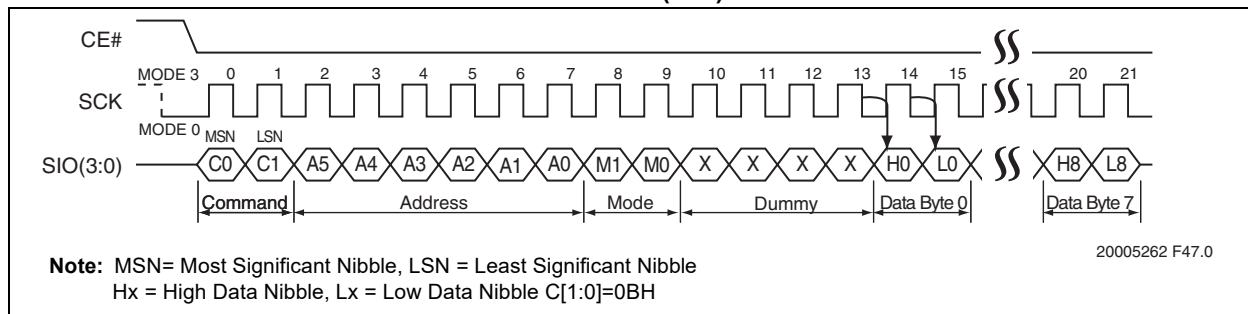 CE#
MODE 3 0 1 2 3 4 5 6 7 8 9 10 11 12 13 14 15 20 21
SCK
MODE 0
MSN LSN
SIO(3:0) C0 C1 A5 A4 A3 A2 A1 A0 M1 M0 X X X X H0 L0 H8 L8
Command Address Mode Dummy Data Byte 0 Data Byte 7
20005262 F47.0
Note: MSN= Most Significant Nibble, LSN = Least Significant Nibble
Hx = High Data Nibble, Lx = Low Data Nibble C[1:0]=0BH